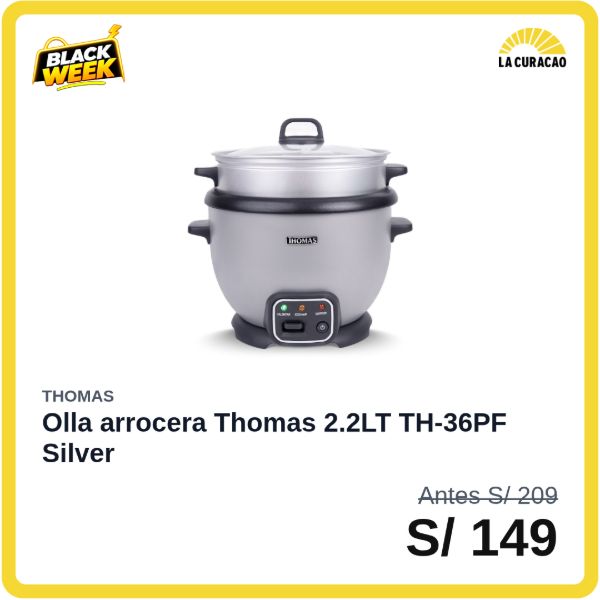 BLACK
WEEK
LA CURACAO
THOMAS
THOMAS
Olla arrocera Thomas 2.2LT TH-36PF
Silver
Antes S/ 209
S/ 149